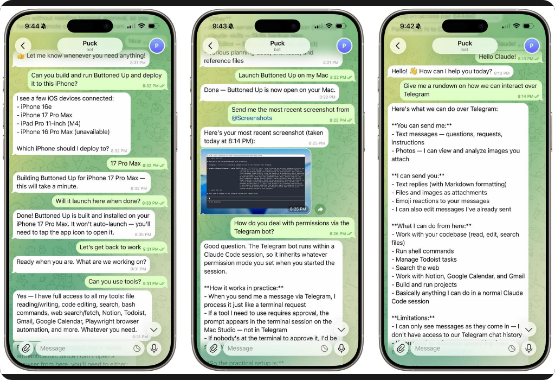 9:44
Puck
bot
P
👋 Let me know whenever you need anything!
8:31 PM
Can you build and run Buttoned Up and deploy
it to this iPhone?
8:32 PM
I see a few iOS devices connected:
- iPhone 16e
- iPhone 17 Pro Max
- iPad Pro 11-inch (M4)
- iPhone 16 Pro Max (unavailable)
Which iPhone should I deploy to?
17 Pro Max
Building Buttoned Up for iPhone 17 Pro Max —
this will take a minute.
Will it launch here when done?
Done! Buttoned Up is built and installed on your
iPhone 17 Pro Max. It won't auto-launch — you'll
need to tap the app icon to open it.
Let's get back to work
Ready when you are. What are we working on?
Can you use tools?
Yes — I have full access to all my tools: file
reading/writing, code editing, search, bash
commands, web search/fetch, Notion, Todoist,
Gmail, Google Calendar, Playwright browser
automation, and more. Whatever you need.
Message
9:43
Puck
bot
P
reference files
Launch Buttoned Up on my Mac
Done — Buttoned Up is now open on your Mac.
Send me the most recent screenshot from
@Screenshots
Here's your most recent screenshot (taken
today at 8:14 PM):
8:35 PM
How do you deal with permissions via the
Telegram bot?
Good question. The Telegram bot runs within a
Claude Code session, so it inherits whatever
permission mode you set when you started the
session.
**How it works in practice:**
- When you send me a message via Telegram, I
process it just like a terminal request
- If a tool I need to use requires approval, the
prompt appears in the terminal session on the
Mac Studio — not in Telegram
- If nobody's at the terminal to approve it, I'd be
Message
9:42
Puck
bot
P
Hello Claude!
Hello! 👋 How can I help you today?
Give me a rundown on how we can interact over
Telegram
Here's what we can do over Telegram:
**You can send me:**
- Text messages — questions, requests,
instructions
- Photos — I can view and analyze images you
attach
**I can send you:**
- Text replies (with Markdown formatting)
- Files and images as attachments
- Emoji reactions to your messages
- I can also edit messages I've already sent
**What I can do from here:**
- Work with your codebase (read, edit, search
files)
- Run shell commands
- Manage Todoist tasks
- Search the web
- Work with Notion, Google Calendar, and Gmail
- Build and run projects
- Basically anything I can do in a normal Claude
Code session
**Limitations:**
- I can only see messages as they come in — I
don't have access to our Telegram chat history
Message